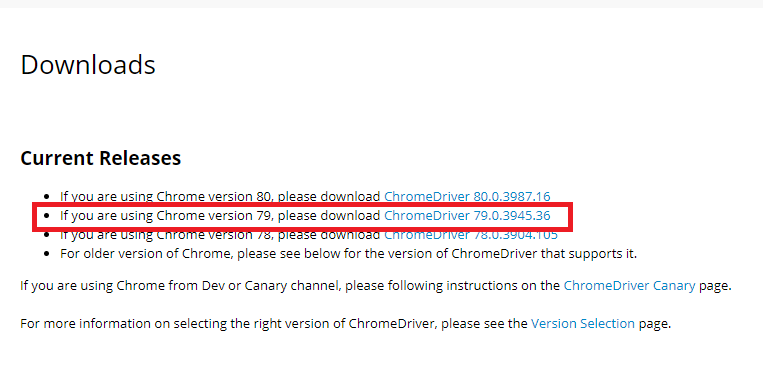 Downloads
Current Releases
If you are using Chrome version 80, please download ChromeDriver 80.0.3987.16
If you are using Chrome version 79, please download ChromeDriver 79.0.3945.36
If you are using Chrome version 78, please download ChromeDriver 78.0.3904.105
For older version of Chrome, please see below for the version of ChromeDriver that supports it.
If you are using Chrome from Dev or Canary channel, please following instructions on the ChromeDriver Canary page.
For more information on selecting the right version of ChromeDriver, please see the Version Selection page.